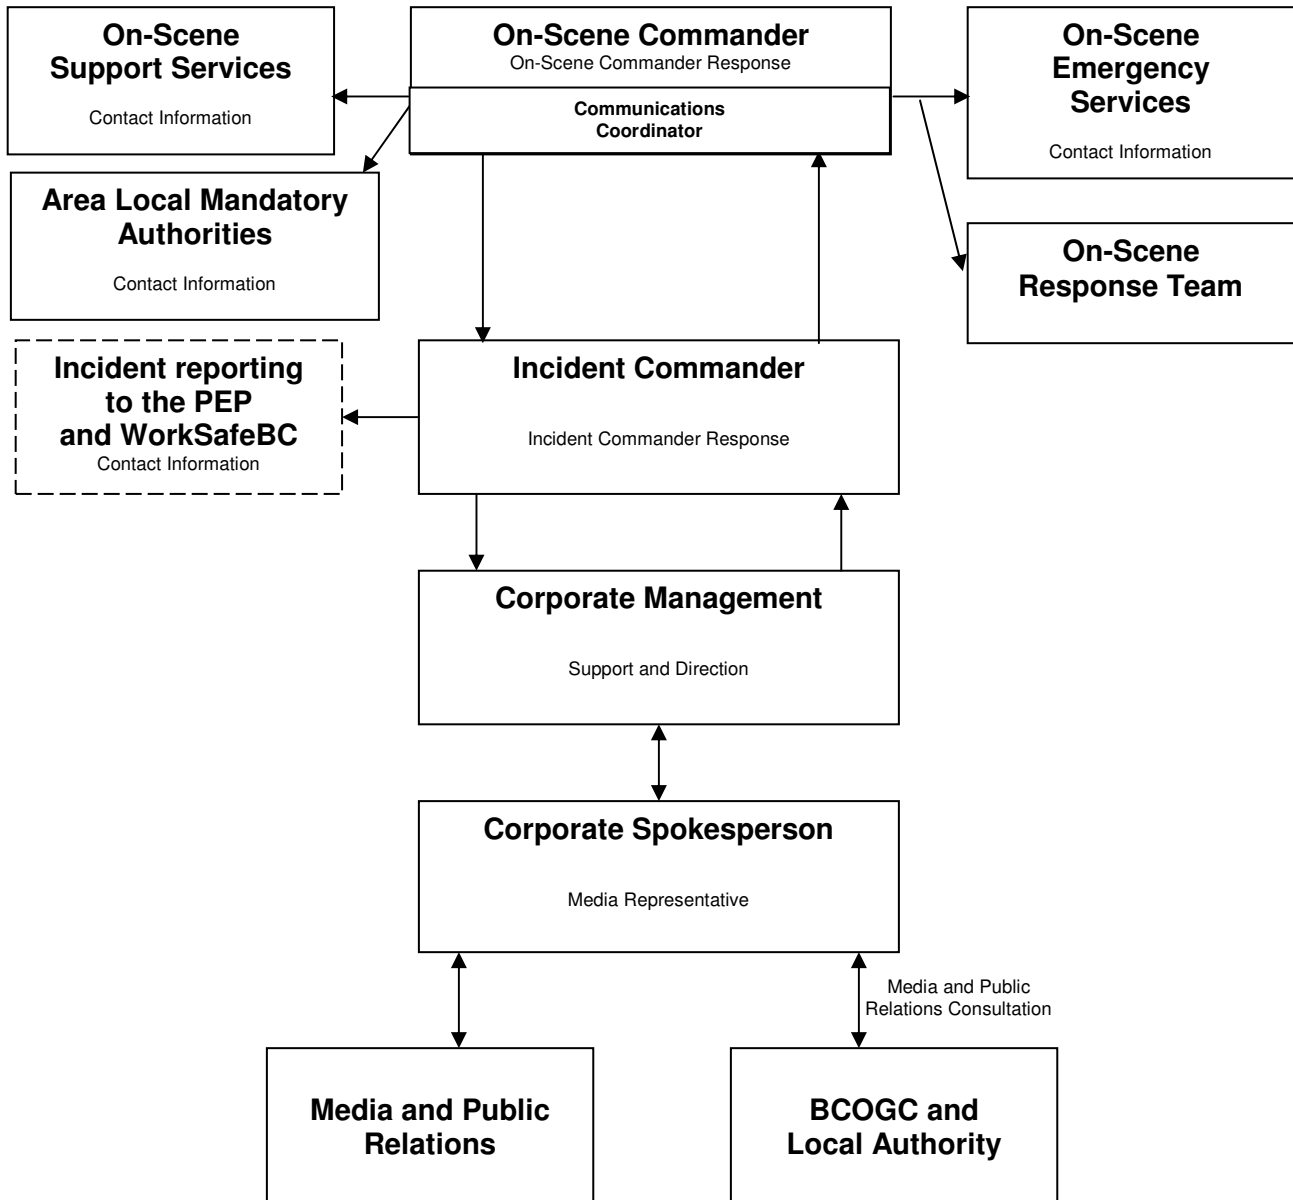 On-Scene
Support Services
Contact Information
On-Scene Commander
On-Scene Commander Response
Communications
Coordinator
On-Scene
Emergency
Services
Contact Information
Area Local Mandatory
Authorities
Contact Information
On-Scene
Response Team
Incident reporting
to the PEP
and WorkSafeBC
Contact Information
Incident Commander
Incident Commander Response
Corporate Management
Support and Direction
Corporate Spokesperson
Media Representative
Media and Public
Relations Consultation
Media and Public
Relations
BCOGC and
Local Authority